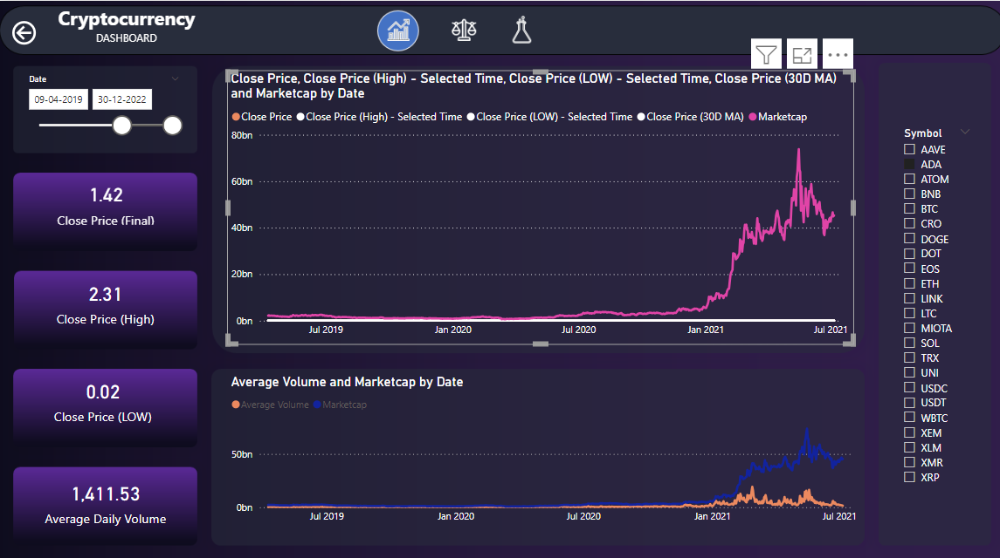 Cryptocurrency
DASHBOARD
Date
09-04-2019 30-12-2022
1.42
Close Price (Final)
2.31
Close Price (High)
0.02
Close Price (LOW)
1,411.53
Average Daily Volume
Close Price, Close Price (High) - Selected Time, Close Price (LOW) - Selected Time, Close Price (30D MA)
and Marketcap by Date
Close Price Close Price (High) - Selected Time Close Price (LOW) - Selected Time Close Price (30D MA) Marketcap
80bn
60bn
40bn
20bn
0bn
Jul 2019 Jan 2020 Jul 2020 Jan 2021 Jul 2021
Average Volume and Marketcap by Date
Average Volume Marketcap
50bn
0bn
Jul 2019 Jan 2020 Jul 2020 Jan 2021 Jul 2021
Symbol
AAVE
ADA
ATOM
BNB
BTC
CRO
DOGE
DOT
EOS
ETH
LINK
LTC
MIOTA
SOL
TRX
UNI
USDC
USDT
WBTC
XEM
XLM
XMR
XRP